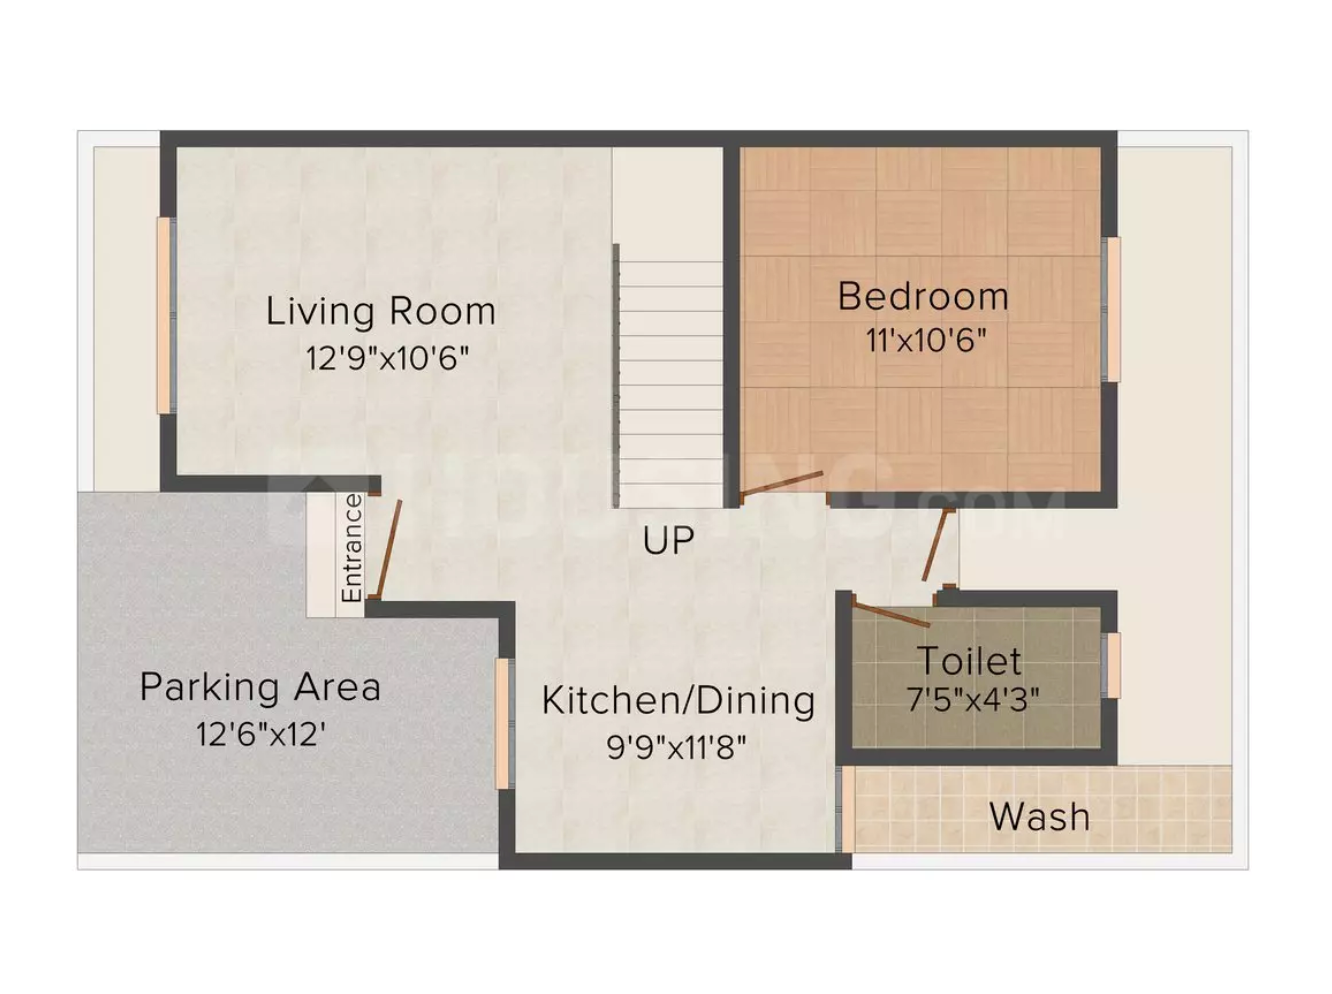 Living Room
12'9"x10'6"
Bedroom
11'x10'6"
HOUSING.COM
Entrance
UP
Parking Area
12'6"x12'
Kitchen/Dining
9'9"x11'8"
Toilet
7'5"x4'3"
Wash